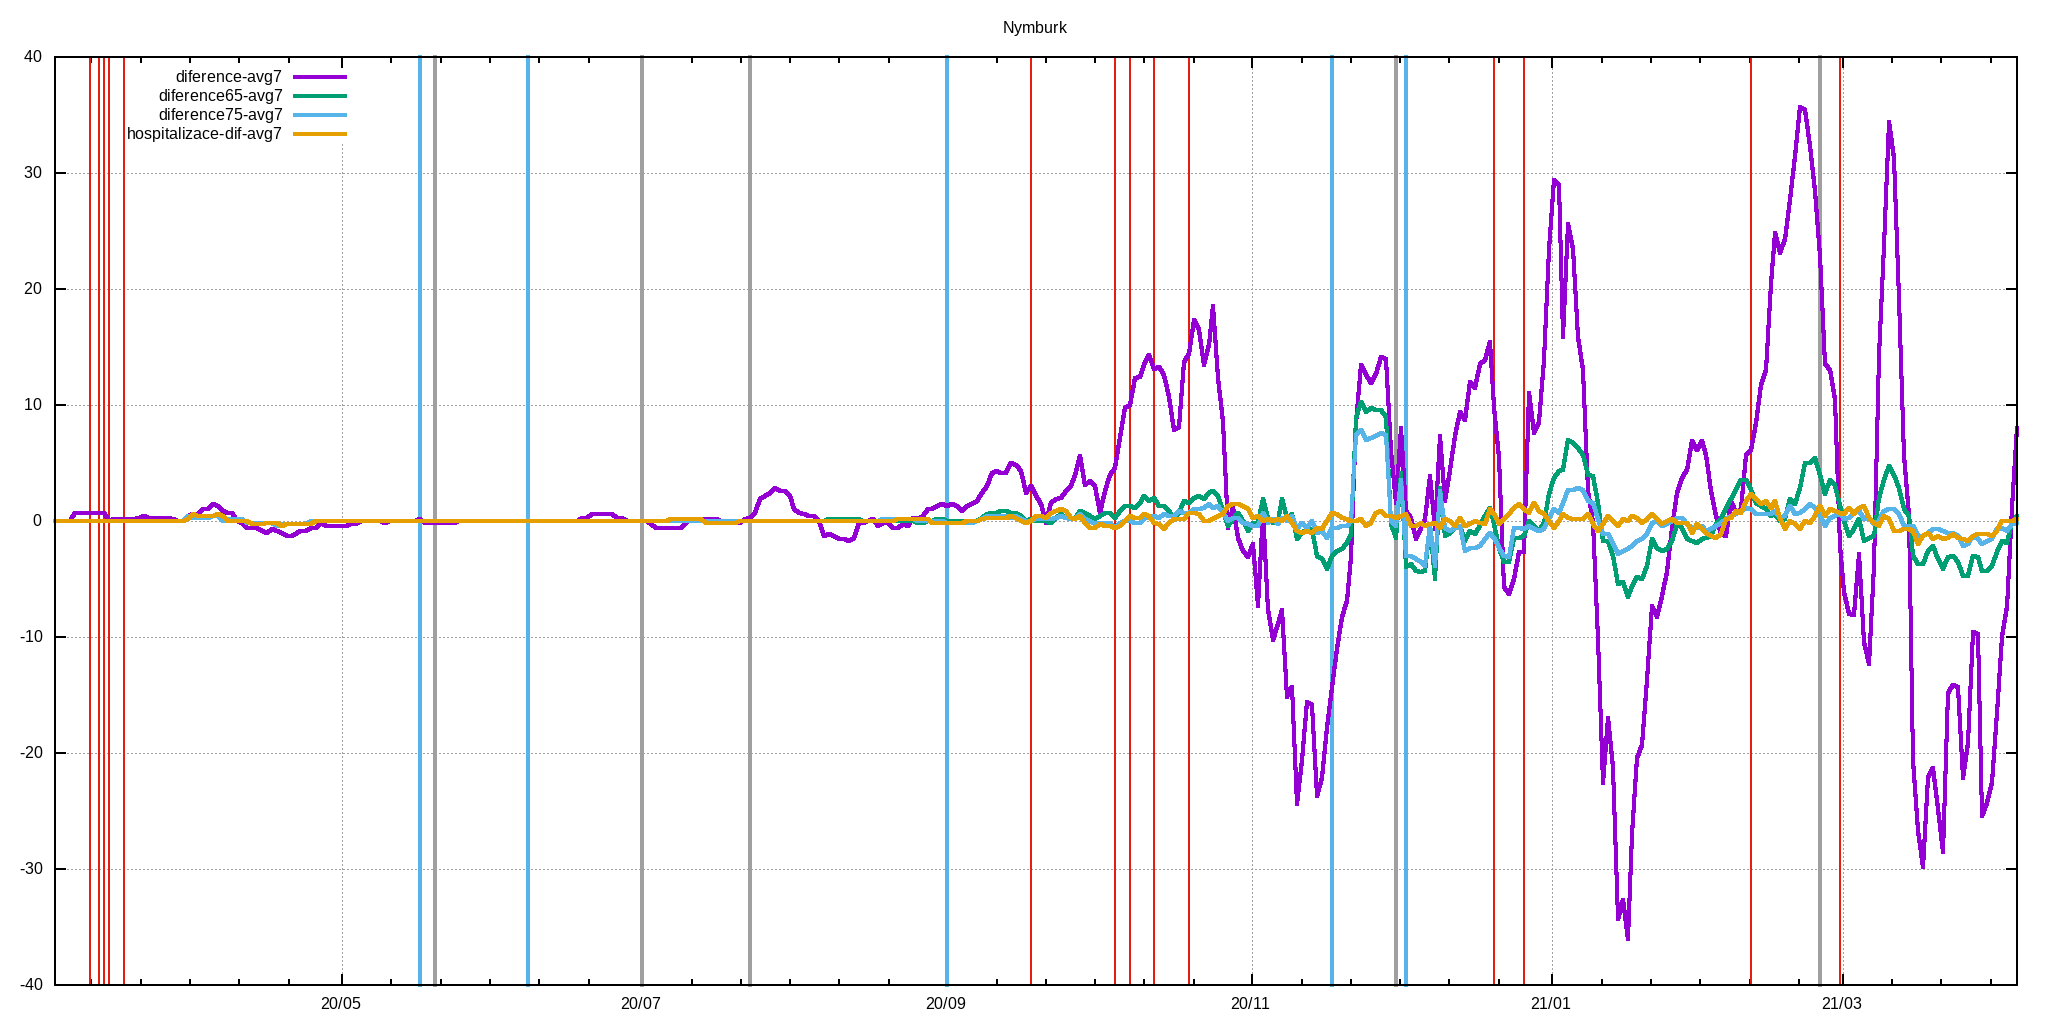 Nymburk
diference-avg7
diference65-avg7
diference75-avg7
hospitalizace-dif-avg7
40
30
20
10
0
-10
-20
-30
-40
20/05 20/07 20/09 20/11 21/01 21/03